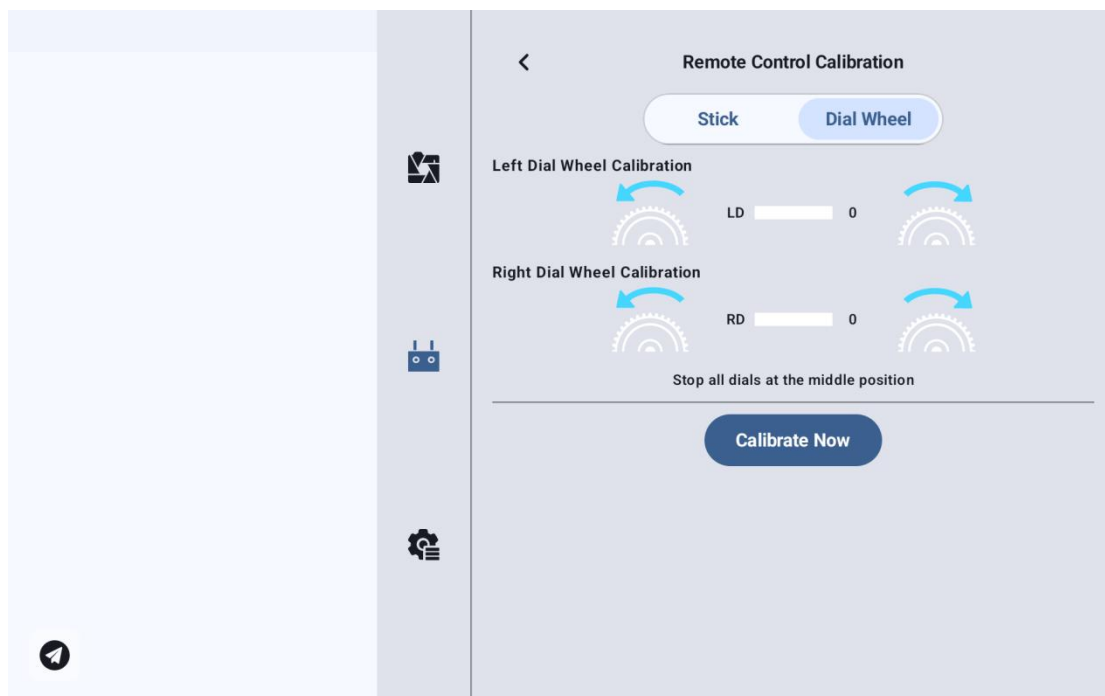 Remote Control Calibration
Stick Dial Wheel
Left Dial Wheel Calibration
LD 0
Right Dial Wheel Calibration
RD 0
Stop all dials at the middle position
Calibrate Now